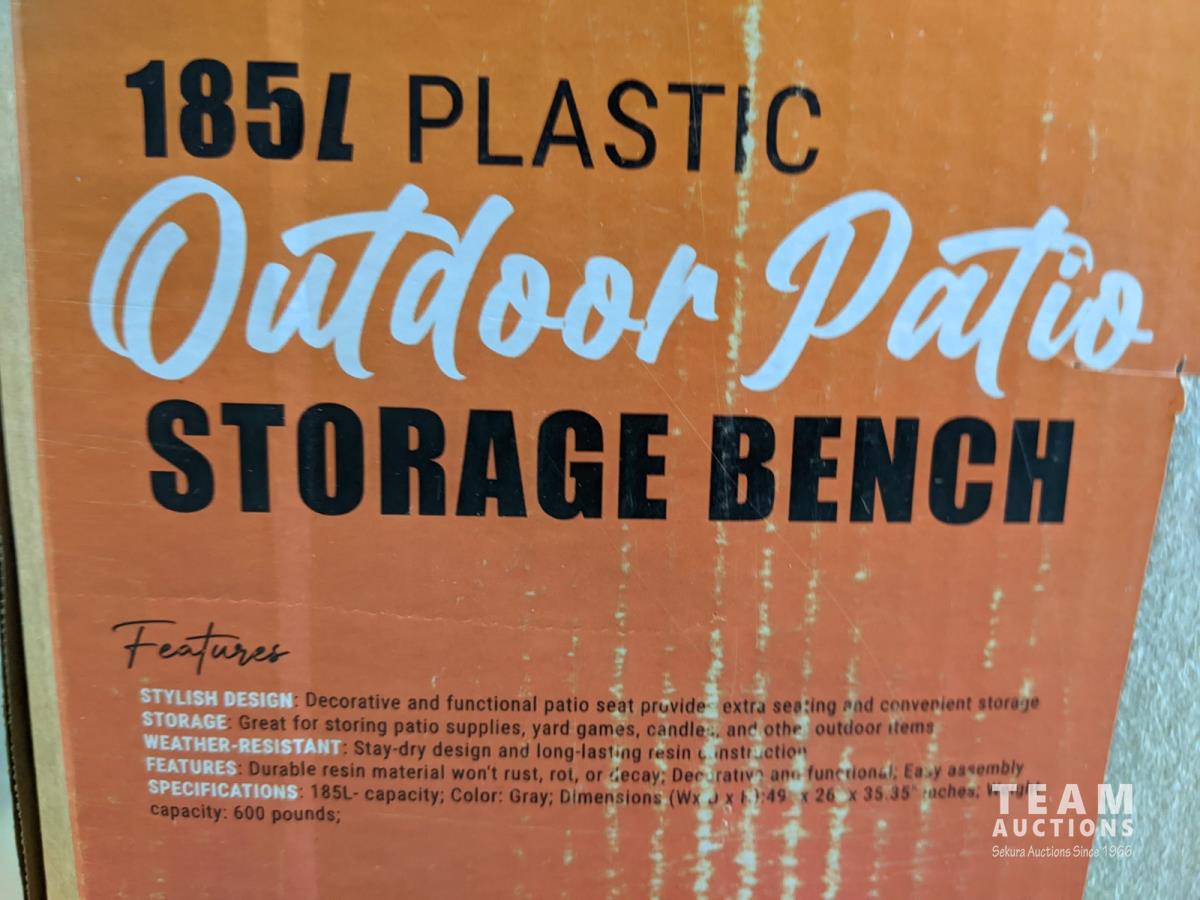 185L PLASTIC
Outdoor Patio
STORAGE BENCH
Features
STYLISH DESIGN: Decorative and functional patio seat provides extra seating and convenient storage
STORAGE: Great for storing patio supplies, yard games, candles, and other outdoor items
WEATHER-RESISTANT: Stay-dry design and long-lasting resin construction
FEATURES: Durable resin material won't rust, rot, or decay; Decorative and functional; Easy assembly
SPECIFICATIONS: 185L- capacity; Color: Gray; Dimensions (Wx D x H):49" x 26" x 35.35" inches; Weight
capacity: 600 pounds;
TEAM
AUCTIONS
Sekura Auctions Since 1966